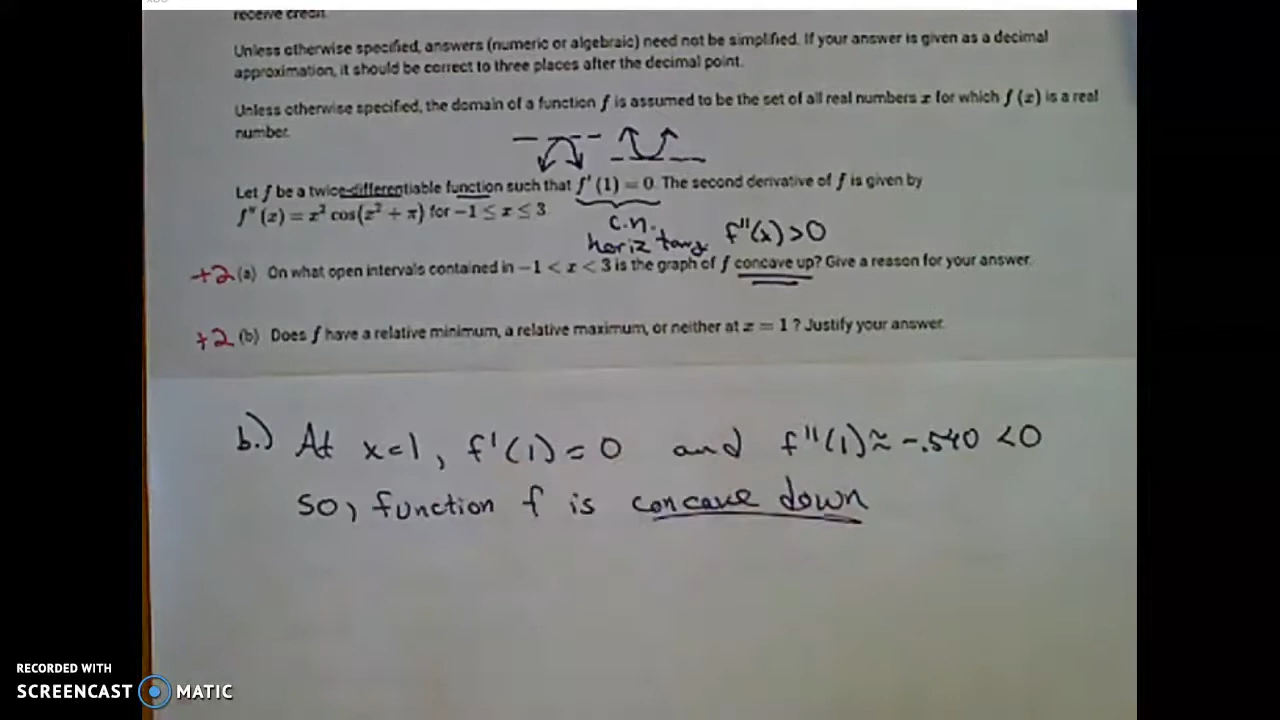 receive credit.
Unless otherwise specified, answers (numeric or algebraic) need not be simplified. If your answer is given as a decimal
approximation, it should be correct to three places after the decimal point.
Unless otherwise specified, the domain of a function f is assumed to be the set of all real numbers x for which f (x) is a real
number.
Let f be a twice-differentiable function such that f′ (1) = 0. The second derivative of f is given by
f″ (x) = x² cos(x² + π) for −1 ≤ x ≤ 3
c.n.
horiz tang f''(x) > 0
+2 (a) On what open intervals contained in −1 < x < 3 is the graph of f concave up? Give a reason for your answer.
+2 (b) Does f have a relative minimum, a relative maximum, or neither at x = 1 ? Justify your answer.
b.) At x=1, f'(1) = 0 and f''(1) ≈ -.540 < 0
so, function f is concave down
RECORDED WITH
SCREENCAST MATIC